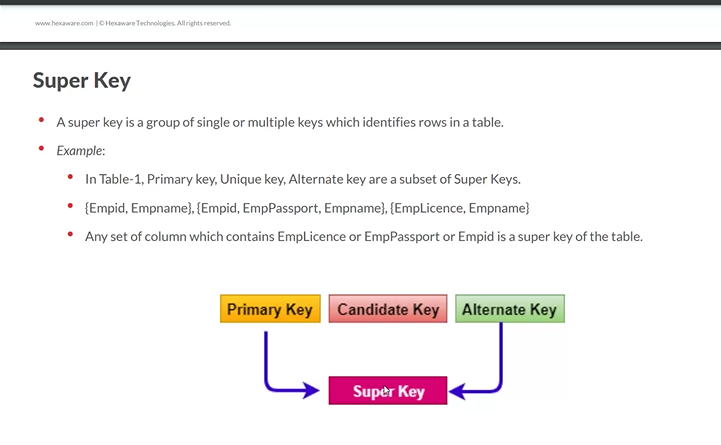 www.hexaware.com | © Hexaware Technologies. All rights reserved.
Super Key
• A super key is a group of single or multiple keys which identifies rows in a table.
• Example:
• In Table-1, Primary key, Unique key, Alternate key are a subset of Super Keys.
• {Empid, Empname}, {Empid, EmpPassport, Empname}, {EmpLicence, Empname}
• Any set of column which contains EmpLicence or EmpPassport or Empid is a super key of the table.
Primary Key Candidate Key Alternate Key
Super Key